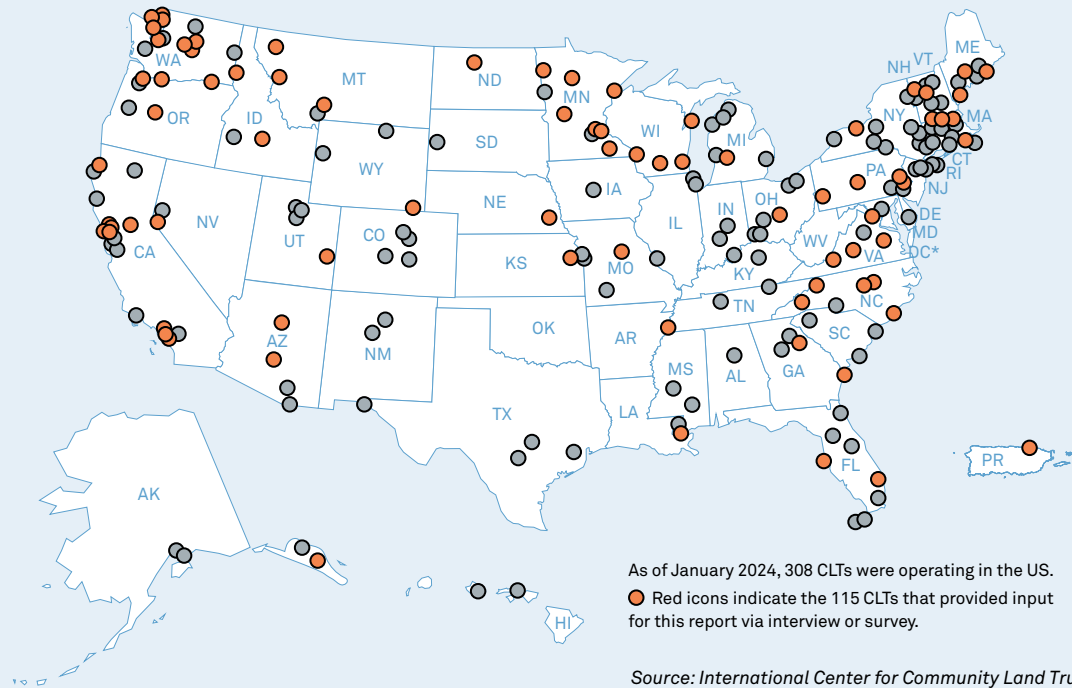 WA
MT
ND
MN
OR
ID
SD
WI
MI
WY
NE
IA
NV
UT
CO
KS
MO
IL
IN
OH
KY
WV
VA
PA
NY
VT
NH
ME
MA
CT
RI
NJ
DE
MD
DC*
CA
AZ
NM
OK
AR
TN
NC
SC
MS
AL
GA
TX
LA
FL
PR
AK
HI
As of January 2024, 308 CLTs were operating in the US.
Red icons indicate the 115 CLTs that provided input
for this report via interview or survey.
Source: International Center for Community Land Tru